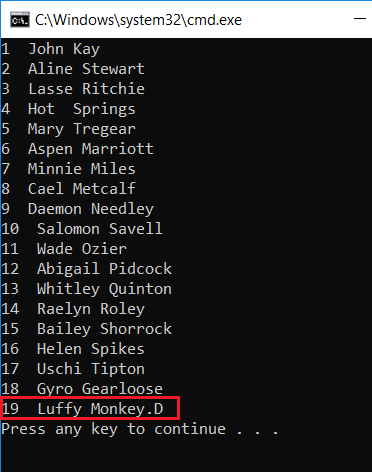 C:\Windows\system32\cmd.exe
1  John Kay
2  Aline Stewart
3  Lasse Ritchie
4  Hot  Springs
5  Mary Tregear
6  Aspen Marriott
7  Minnie Miles
8  Cael Metcalf
9  Daemon Needley
10  Salomon Savell
11  Wade Ozier
12  Abigail Pidcock
13  Whitley Quinton
14  Raelyn Roley
15  Bailey Shorrock
16  Helen Spikes
17  Uschi Tipton
18  Gyro Gearloose
19  Luffy Monkey.D
Press any key to continue . . .